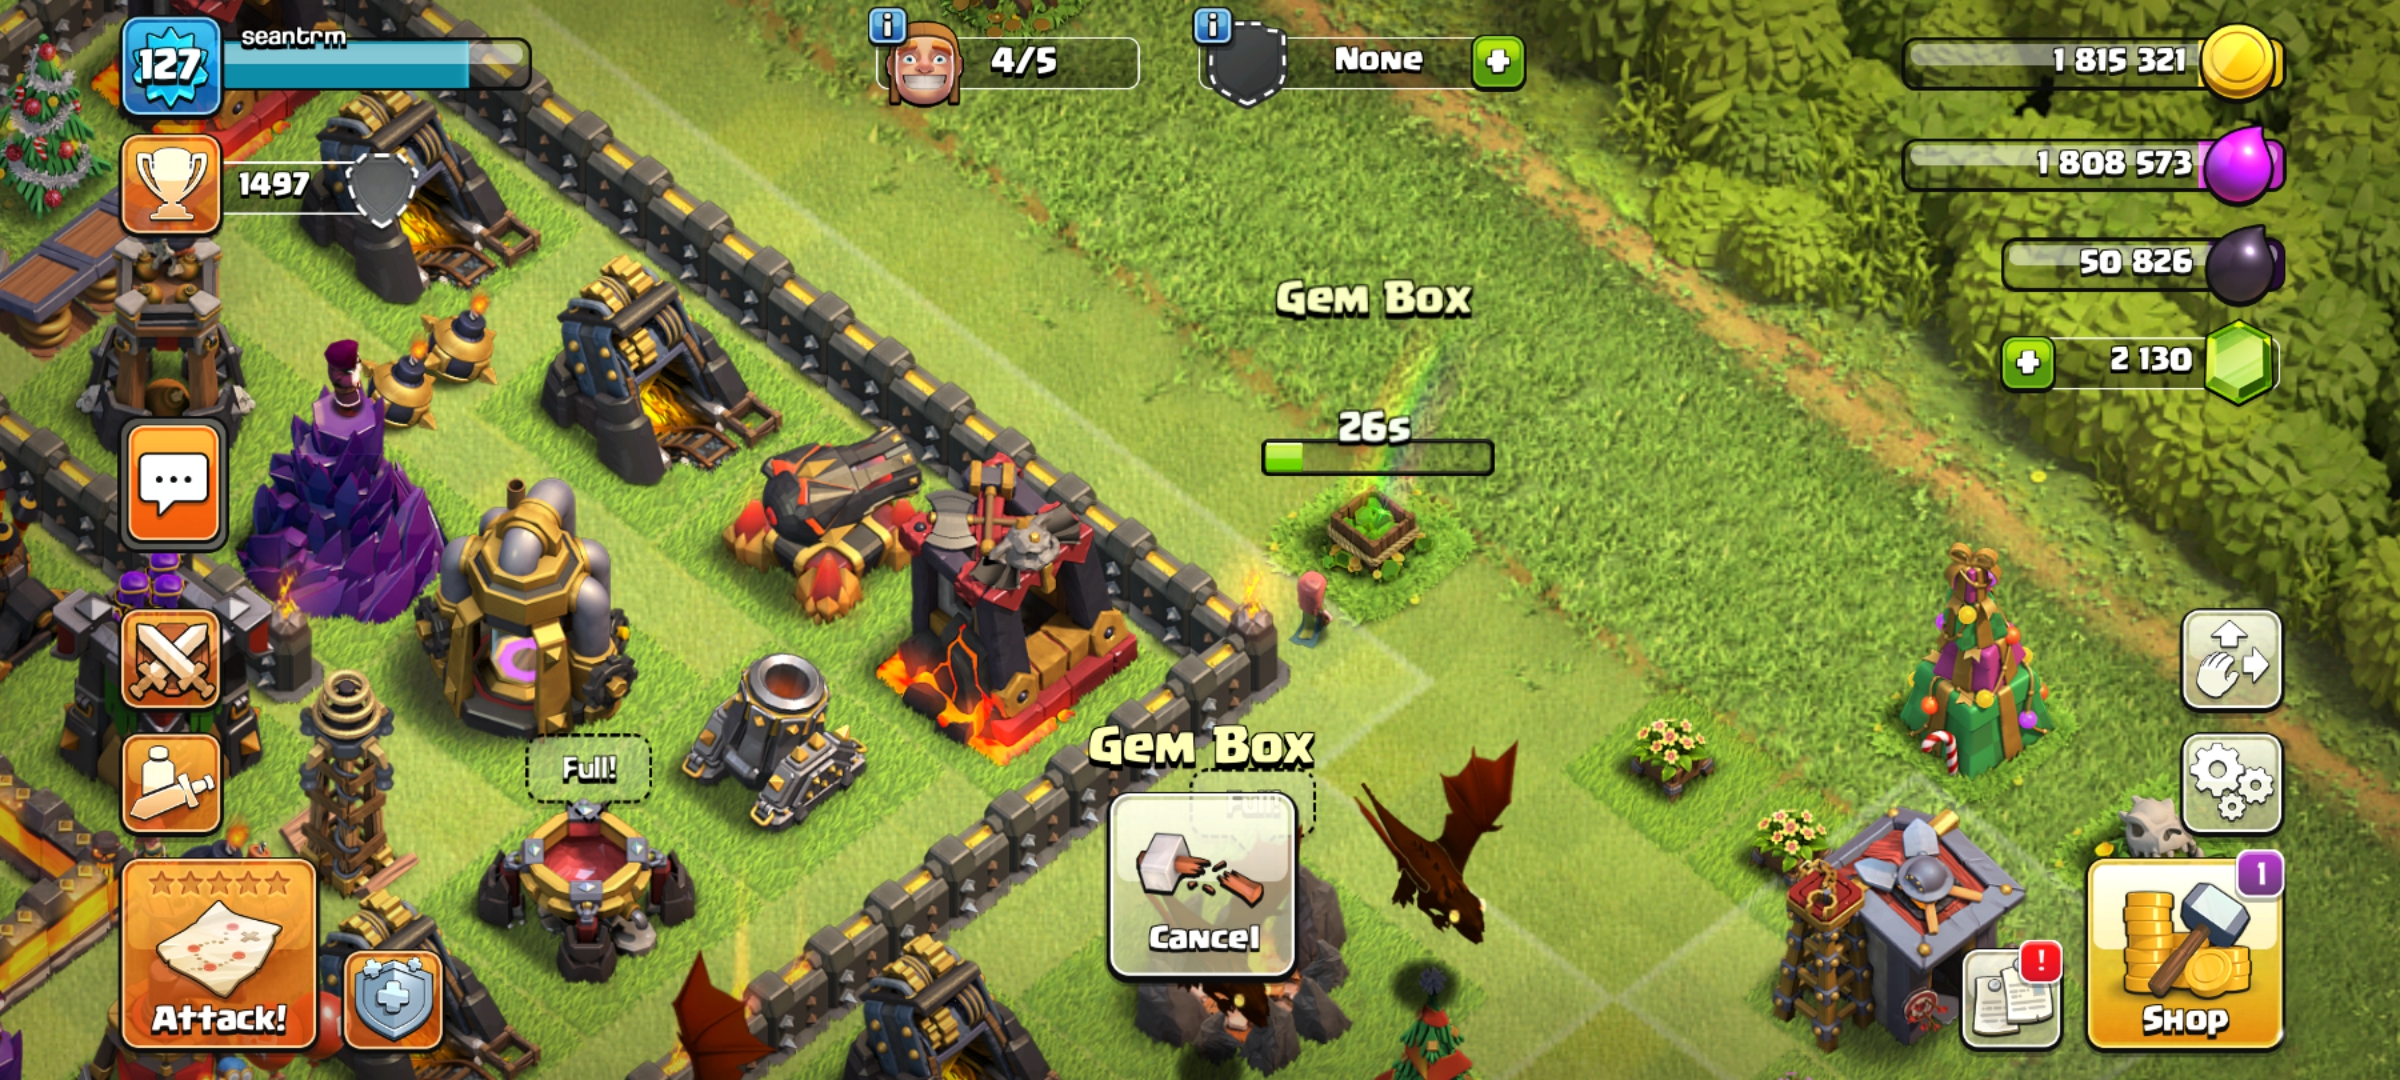 127
seantrm
4/5
None
1 815 321
1497
1 808 573
50 826
2 130
Gem Box
26s
Full!
Gem Box
Full!
Cancel
Attack!
!
1
Shop